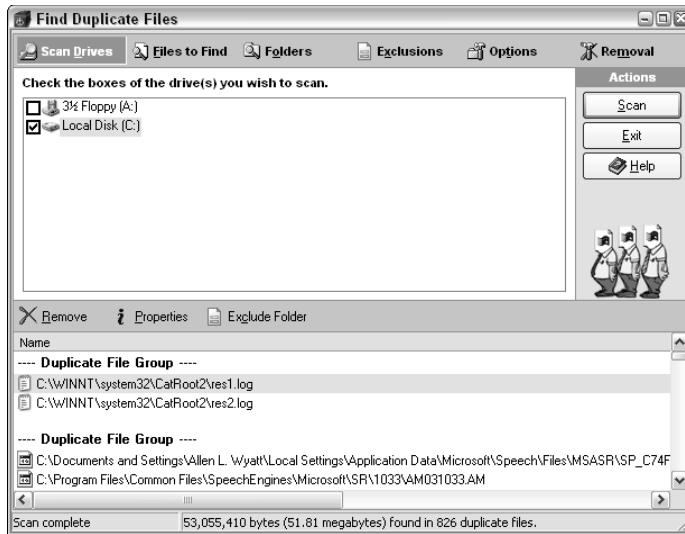 Find Duplicate Files
Scan Drives Files to Find Folders Exclusions Options Removal
Check the boxes of the drive(s) you wish to scan.
3½ Floppy (A:)
Local Disk (C:)
Actions
Scan
Exit
Help
Remove Properties Exclude Folder
Name
---- Duplicate File Group ----
C:\WINNT\system32\CatRoot2\res1.log
C:\WINNT\system32\CatRoot2\res2.log
---- Duplicate File Group ----
C:\Documents and Settings\Allen L. Wyatt\Local Settings\Application Data\Microsoft\Speech\Files\MSASR\SP_C74F
C:\Program Files\Common Files\SpeechEngines\Microsoft\SR\1033\AM031033.AM
Scan complete 53,055,410 bytes (51.81 megabytes) found in 826 duplicate files.